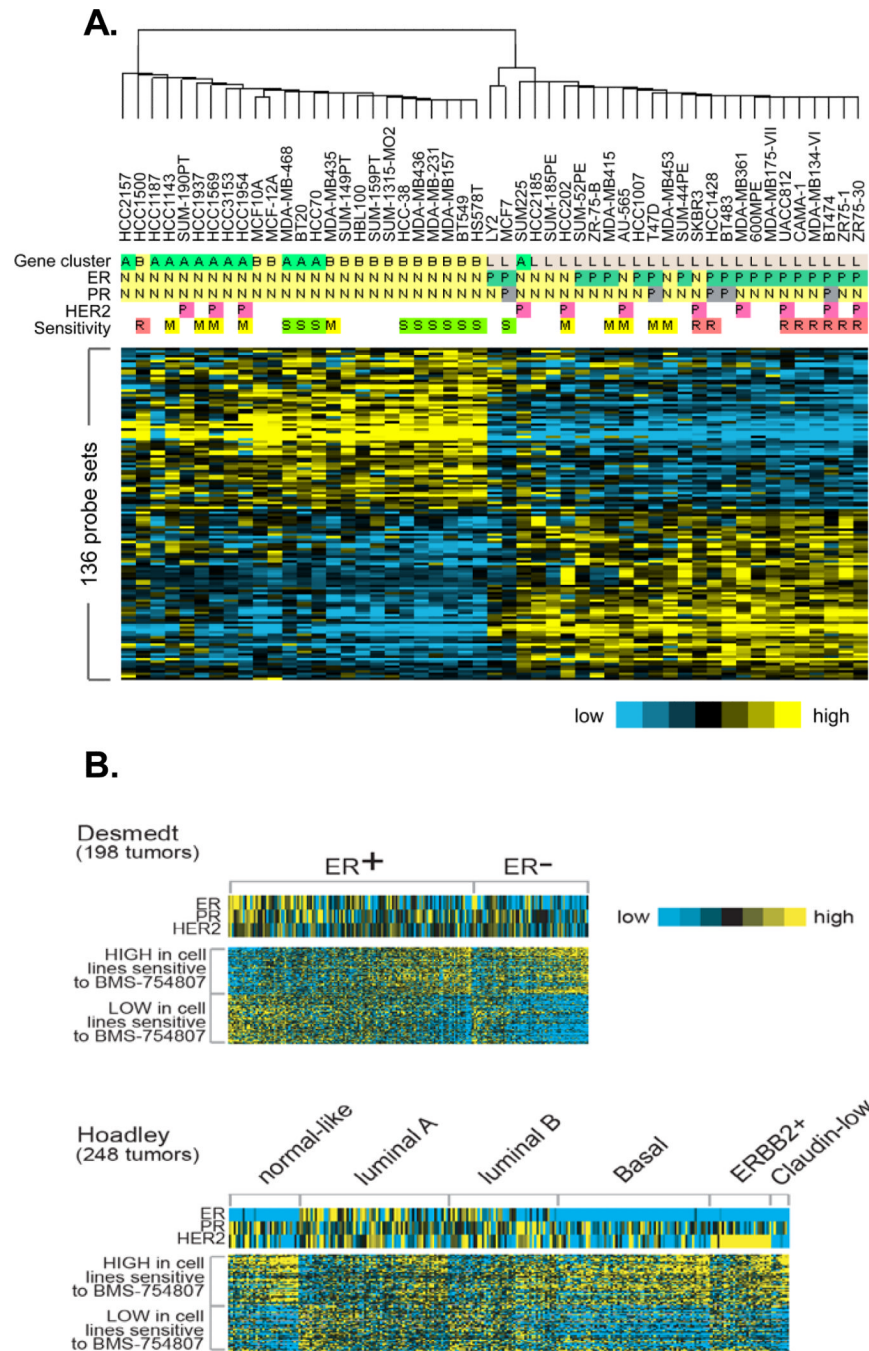 A.
HCC2157
HCC1500
HCC1187
HCC1143
SUM-190PT
HCC1937
HCC1569
HCC3153
HCC1954
MCF10A
MCF-12A
MDA-MB-468
BT20
HCC70
MDA-MB435
SUM-149PT
HBL100
SUM-159PT
SUM-1315-MO2
HCC-38
MDA-MB436
MDA-MB-231
MDA-MB157
BT549
HS578T
LY2
MCF7
SUM225
HCC2185
SUM-185PE
HCC202
SUM-52PE
ZR-75-B
MDA-MB415
AU-565
HCC1007
T47D
MDA-MB453
SUM-44PE
SKBR3
HCC1428
BT483
MDA-MB361
600MPE
MDA-MB175-VII
UACC812
CAMA-1
MDA-MB134-VI
BT474
ZR75-1
ZR75-30
Gene cluster A B A A A A A A A B B A A A B B B B B B B B B B B L L A L L L L L L L L L L L L L L L L L L L L L L L
ER N N N N N N N N N N N N N N N N N N N N N N N N N P P N N N N P P P N P P N P N P P P P P P P P P P P
PR N N N N N N N N N N N N N N N N N N N N N N N N N N P N N N N N N N N N P N N N P P N N N N N N P N N
HER2 P P P P P P P P P P P
Sensitivity R M M M M S S S M S S S S S S S M M M M M R R R R R R R R
136 probe sets
low high
B.
Desmedt
(198 tumors)
ER+ ER-
ER
PR
HER2
low high
HIGH in cell
lines sensitive
to BMS-754807
LOW in cell
lines sensitive
to BMS-754807
Hoadley
(248 tumors)
normal-like luminal A luminal B Basal ERBB2+ Claudin-low
ER
PR
HER2
HIGH in cell
lines sensitive
to BMS-754807
LOW in cell
lines sensitive
to BMS-754807